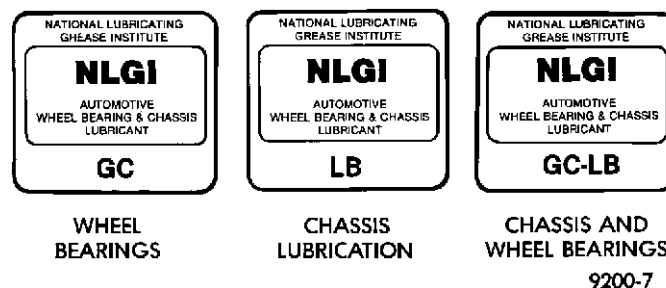 NATIONAL LUBRICATING
GREASE INSTITUTE
NLGI
AUTOMOTIVE
WHEEL BEARING & CHASSIS
LUBRICANT
GC
WHEEL
BEARINGS
NATIONAL LUBRICATING
GREASE INSTITUTE
NLGI
AUTOMOTIVE
WHEEL BEARING & CHASSIS
LUBRICANT
LB
CHASSIS
LUBRICATION
NATIONAL LUBRICATING
GREASE INSTITUTE
NLGI
AUTOMOTIVE
WHEEL BEARING & CHASSIS
LUBRICANT
GC-LB
CHASSIS AND
WHEEL BEARINGS
9200-7